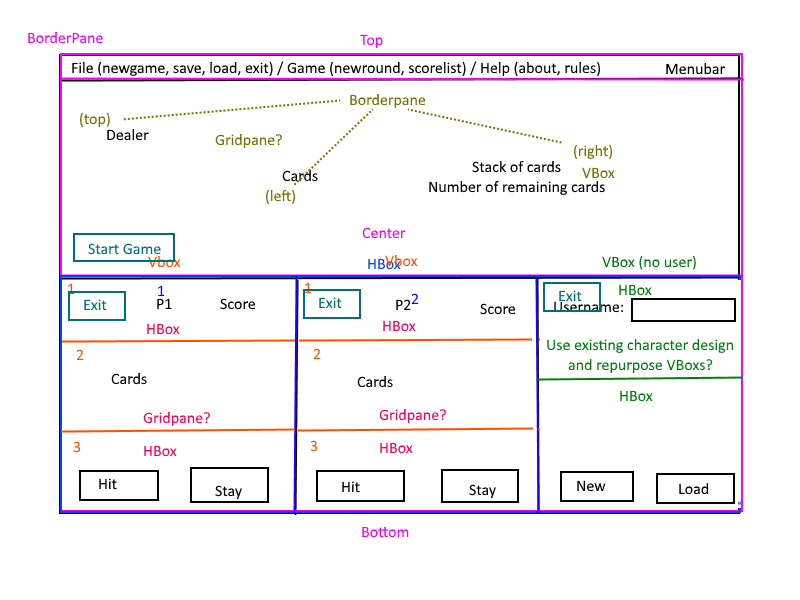 BorderPane
Top
File (newgame, save, load, exit) / Game (newround, scorelist) / Help (about, rules)
Menubar
Borderpane
(top)
Dealer
Gridpane?
(right)
Stack of cards
VBox
Cards
Number of remaining cards
(left)
Center
Start Game
Vbox
HBox
Vbox
VBox (no user)
1
1
Exit
P1
Score
HBox
1
Exit
P2
2
Score
HBox
Exit
HBox
Username:
2
Cards
Gridpane?
2
Cards
Gridpane?
Use existing character design
and repurpose VBoxs?
HBox
3
HBox
Hit
Stay
3
HBox
Hit
Stay
New
Load
Bottom